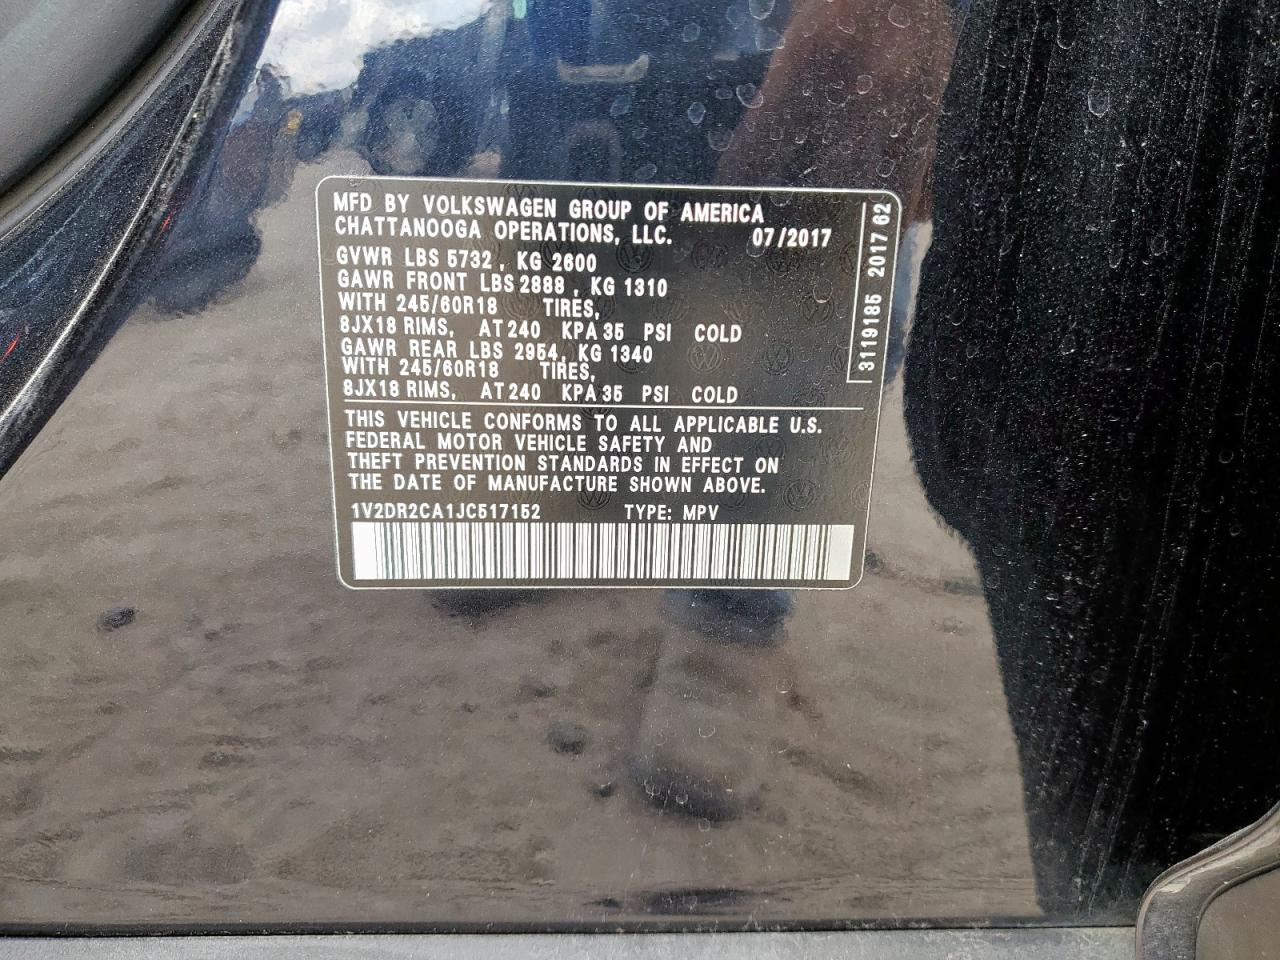 MFD BY VOLKSWAGEN GROUP OF AMERICA
CHATTANOOGA OPERATIONS, LLC. 07/2017
GVWR LBS 5732 , KG 2600
GAWR FRONT LBS 2888 , KG 1310
WITH 245/60R18 TIRES,
8JX18 RIMS, AT 240 KPA 35 PSI COLD
GAWR REAR LBS 2954, KG 1340
WITH 245/60R18 TIRES,
8JX18 RIMS, AT 240 KPA 35 PSI COLD
THIS VEHICLE CONFORMS TO ALL APPLICABLE U.S.
FEDERAL MOTOR VEHICLE SAFETY AND
THEFT PREVENTION STANDARDS IN EFFECT ON
THE DATE OF MANUFACTURE SHOWN ABOVE.
1V2DR2CA1JC517152 TYPE: MPV
3119185 2017 62